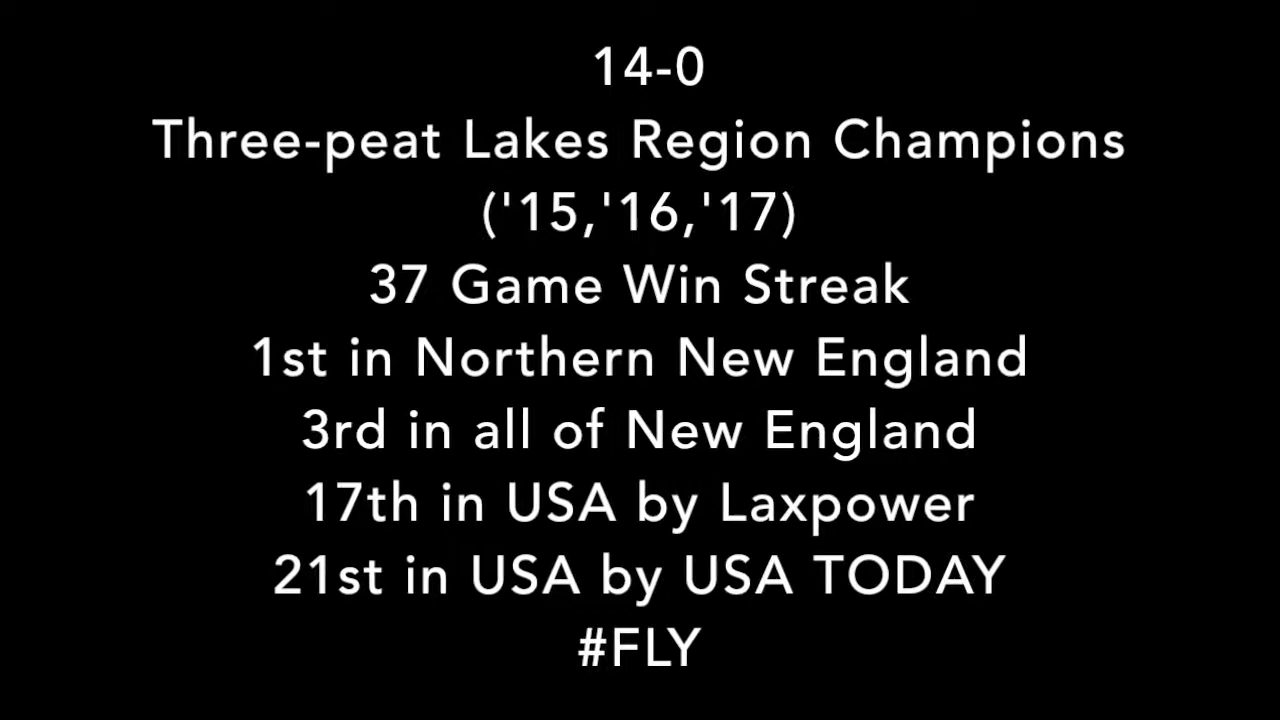 14-0
Three-peat Lakes Region Champions
('15,'16,'17)
37 Game Win Streak
1st in Northern New England
3rd in all of New England
17th in USA by Laxpower
21st in USA by USA TODAY
#FLY